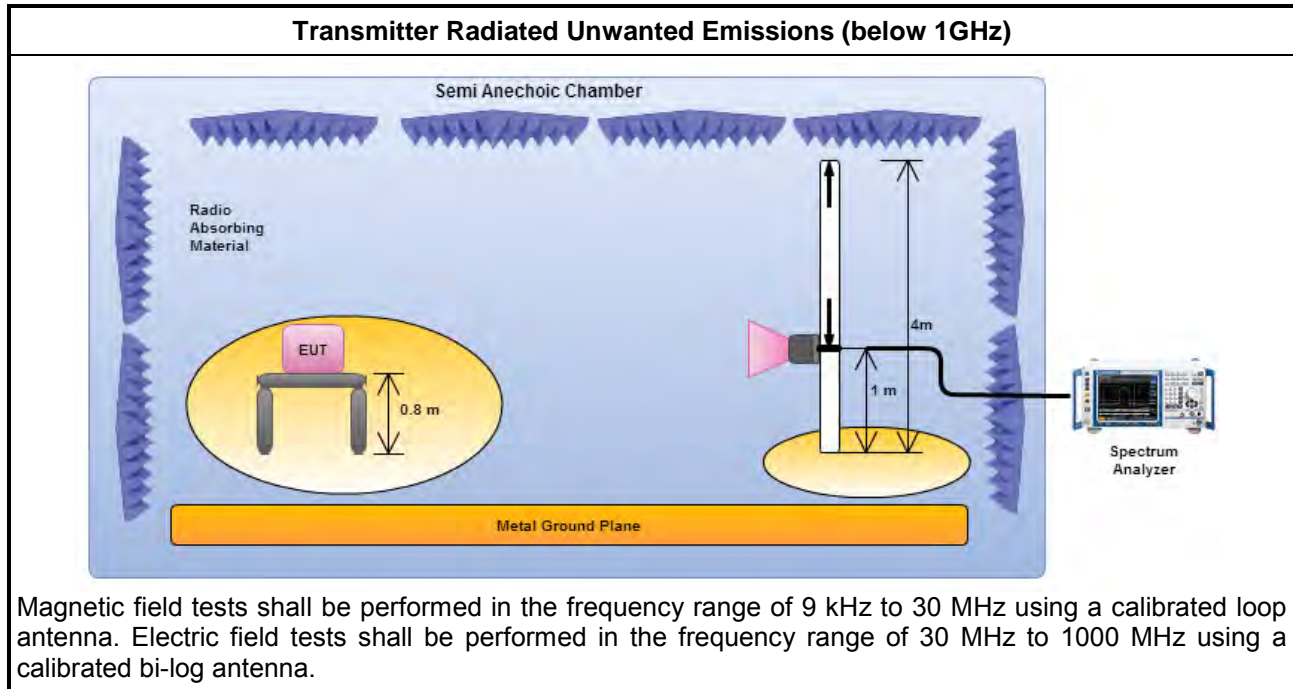 Transmitter Radiated Unwanted Emissions (below 1GHz)
Semi Anechoic Chamber
Radio
Absorbing
Material
EUT
0.8 m
4m
1 m
Spectrum
Analyzer
Metal Ground Plane
Magnetic field tests shall be performed in the frequency range of 9 kHz to 30 MHz using a calibrated loop
antenna. Electric field tests shall be performed in the frequency range of 30 MHz to 1000 MHz using a
calibrated bi-log antenna.